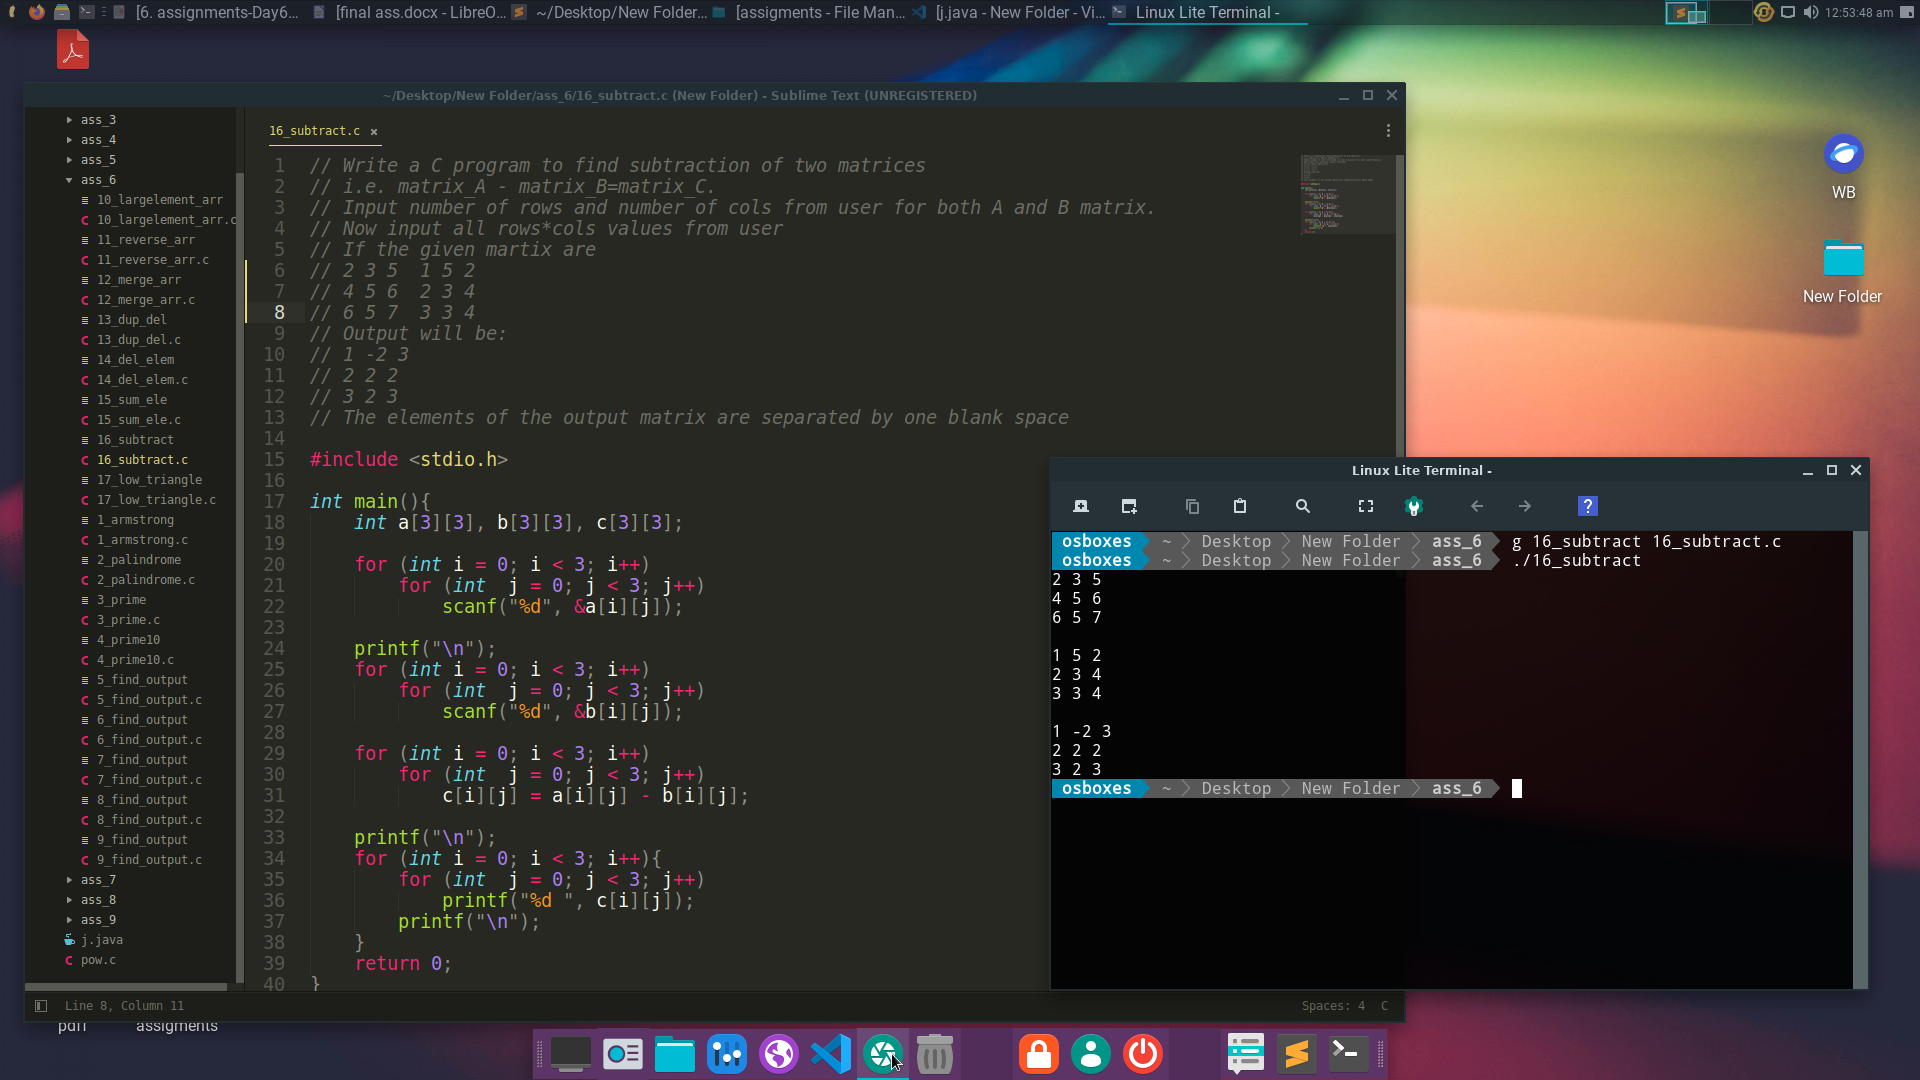 [6. assignments-Day6...
[final ass.docx - LibreO...
~/Desktop/New Folder...
[assigments - File Man...
[j.java - New Folder - Vi...
Linux Lite Terminal -
12:53:48 am
WB
New Folder
~/Desktop/New Folder/ass_6/16_subtract.c (New Folder) - Sublime Text (UNREGISTERED)
ass_3
ass_4
ass_5
ass_6
10_largelement_arr
10_largelement_arr.c
11_reverse_arr
11_reverse_arr.c
12_merge_arr
12_merge_arr.c
13_dup_del
13_dup_del.c
14_del_elem
14_del_elem.c
15_sum_ele
15_sum_ele.c
16_subtract
16_subtract.c
17_low_triangle
17_low_triangle.c
1_armstrong
1_armstrong.c
2_palindrome
2_palindrome.c
3_prime
3_prime.c
4_prime10
4_prime10.c
5_find_output
5_find_output.c
6_find_output
6_find_output.c
7_find_output
7_find_output.c
8_find_output
8_find_output.c
9_find_output
9_find_output.c
ass_7
ass_8
ass_9
j.java
pow.c
16_subtract.c
1 // Write a C program to find subtraction of two matrices
2 // i.e. matrix_A - matrix_B=matrix_C.
3 // Input number of rows and number of cols from user for both A and B matrix.
4 // Now input all rows*cols values from user
5 // If the given martix are
6 // 2 3 5  1 5 2
7 // 4 5 6  2 3 4
8 // 6 5 7  3 3 4
9 // Output will be:
10 // 1 -2 3
11 // 2 2 2
12 // 3 2 3
13 // The elements of the output matrix are separated by one blank space
14
15 #include <stdio.h>
16
17 int main(){
18     int a[3][3], b[3][3], c[3][3];
19
20     for (int i = 0; i < 3; i++)
21         for (int  j = 0; j < 3; j++)
22             scanf("%d", &a[i][j]);
23
24     printf("\n");
25     for (int i = 0; i < 3; i++)
26         for (int  j = 0; j < 3; j++)
27             scanf("%d", &b[i][j]);
28
29     for (int i = 0; i < 3; i++)
30         for (int  j = 0; j < 3; j++)
31             c[i][j] = a[i][j] - b[i][j];
32
33     printf("\n");
34     for (int i = 0; i < 3; i++){
35         for (int  j = 0; j < 3; j++)
36             printf("%d ", c[i][j]);
37         printf("\n");
38     }
39     return 0;
40 }
Line 8, Column 11
Spaces: 4
C
Linux Lite Terminal -
?
osboxes ~ Desktop New Folder ass_6 g 16_subtract 16_subtract.c
osboxes ~ Desktop New Folder ass_6 ./16_subtract
2 3 5
4 5 6
6 5 7
1 5 2
2 3 4
3 3 4
1 -2 3
2 2 2
3 2 3
osboxes ~ Desktop New Folder ass_6
assigments